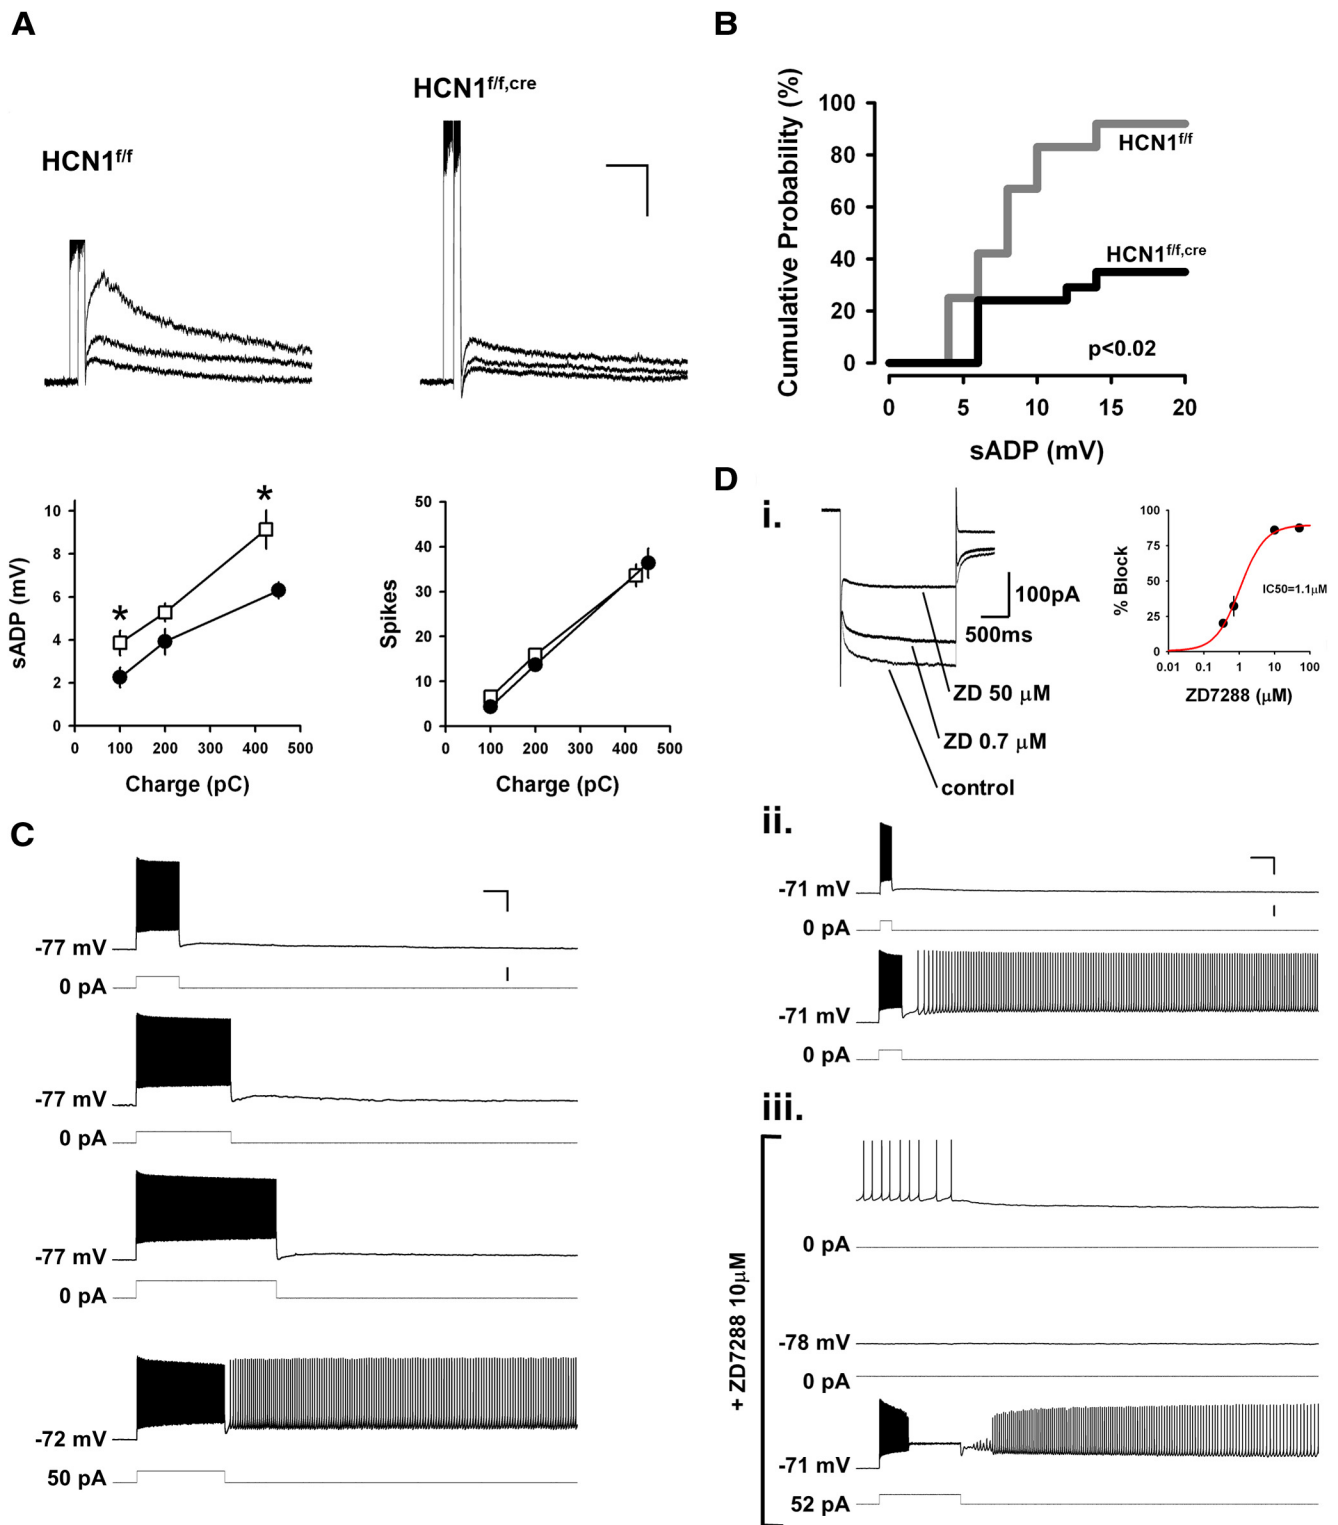 A
HCN1f/f
HCN1f/f,cre
sADP (mV)
10
8
6
4
2
0
*
*
0 100 200 300 400 500
Charge (pC)
Spikes
50
40
30
20
10
0
0 100 200 300 400 500
Charge (pC)
B
Cumulative Probability (%)
100
80
60
40
20
0
HCN1f/f
HCN1f/f,cre
p<0.02
0 5 10 15 20
sADP (mV)
C
-77 mV
0 pA
-77 mV
0 pA
-77 mV
0 pA
-72 mV
50 pA
D
i.
100pA
500ms
ZD 50 μM
ZD 0.7 μM
control
% Block
100
75
50
25
0
IC50=1.1μM
0.01 0.1 1 10 100
ZD7288 (μM)
ii.
-71 mV
0 pA
-71 mV
0 pA
iii.
+ ZD7288 10μM
0 pA
-78 mV
0 pA
-71 mV
52 pA